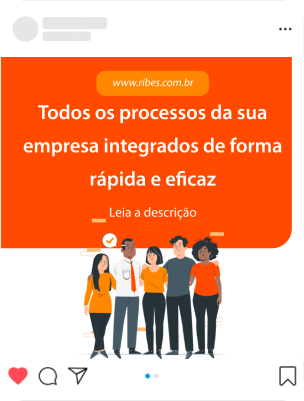 www.ribes.com.br
Todos os processos da sua
empresa integrados de forma
rápida e eficaz
Leia a descrição